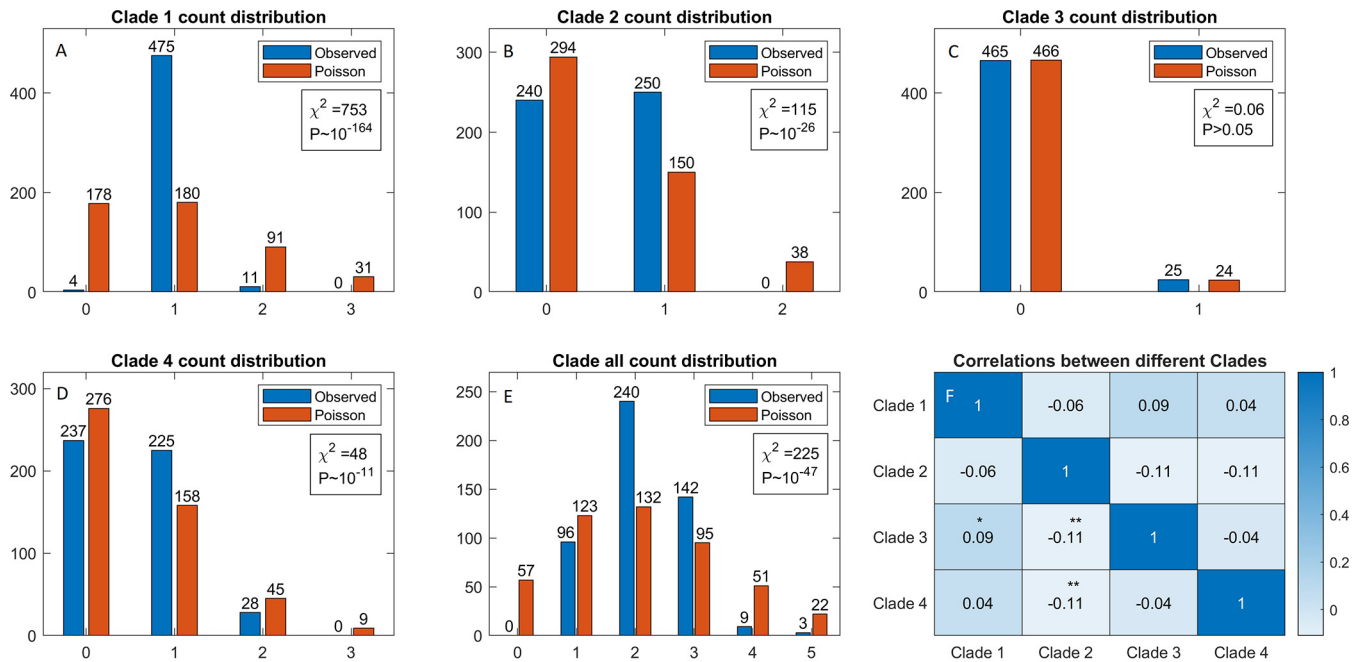 Clade 1 count distribution
A
475
Observed
Poisson
400
χ² =753
P~10⁻¹⁶⁴
200
178
180
91
31
4
11
0
0
0 1 2 3
Clade 2 count distribution
B
300
294
Observed
Poisson
240
250
χ² =115
P~10⁻²⁶
200
150
100
38
0
0
0 1 2
Clade 3 count distribution
C
465 466
Observed
Poisson
400
χ² =0.06
P>0.05
200
25 24
0
0 1
Clade 4 count distribution
D
300
276
Observed
Poisson
237
225
χ² =48
P~10⁻¹¹
200
158
100
45
28
0 9
0
0 1 2 3
Clade all count distribution
E
250
240
Observed
Poisson
200
χ² =225
P~10⁻⁴⁷
150
142
132
123
100
96
95
57
50
51
22
0
9
3
0
0 1 2 3 4 5
Correlations between different Clades
F
Clade 1 1 -0.06 0.09 0.04
Clade 2 -0.06 1 -0.11 -0.11
* **
Clade 3 0.09 -0.11 1 -0.04
**
Clade 4 0.04 -0.11 -0.04 1
Clade 1 Clade 2 Clade 3 Clade 4
1
0.8
0.6
0.4
0.2
0